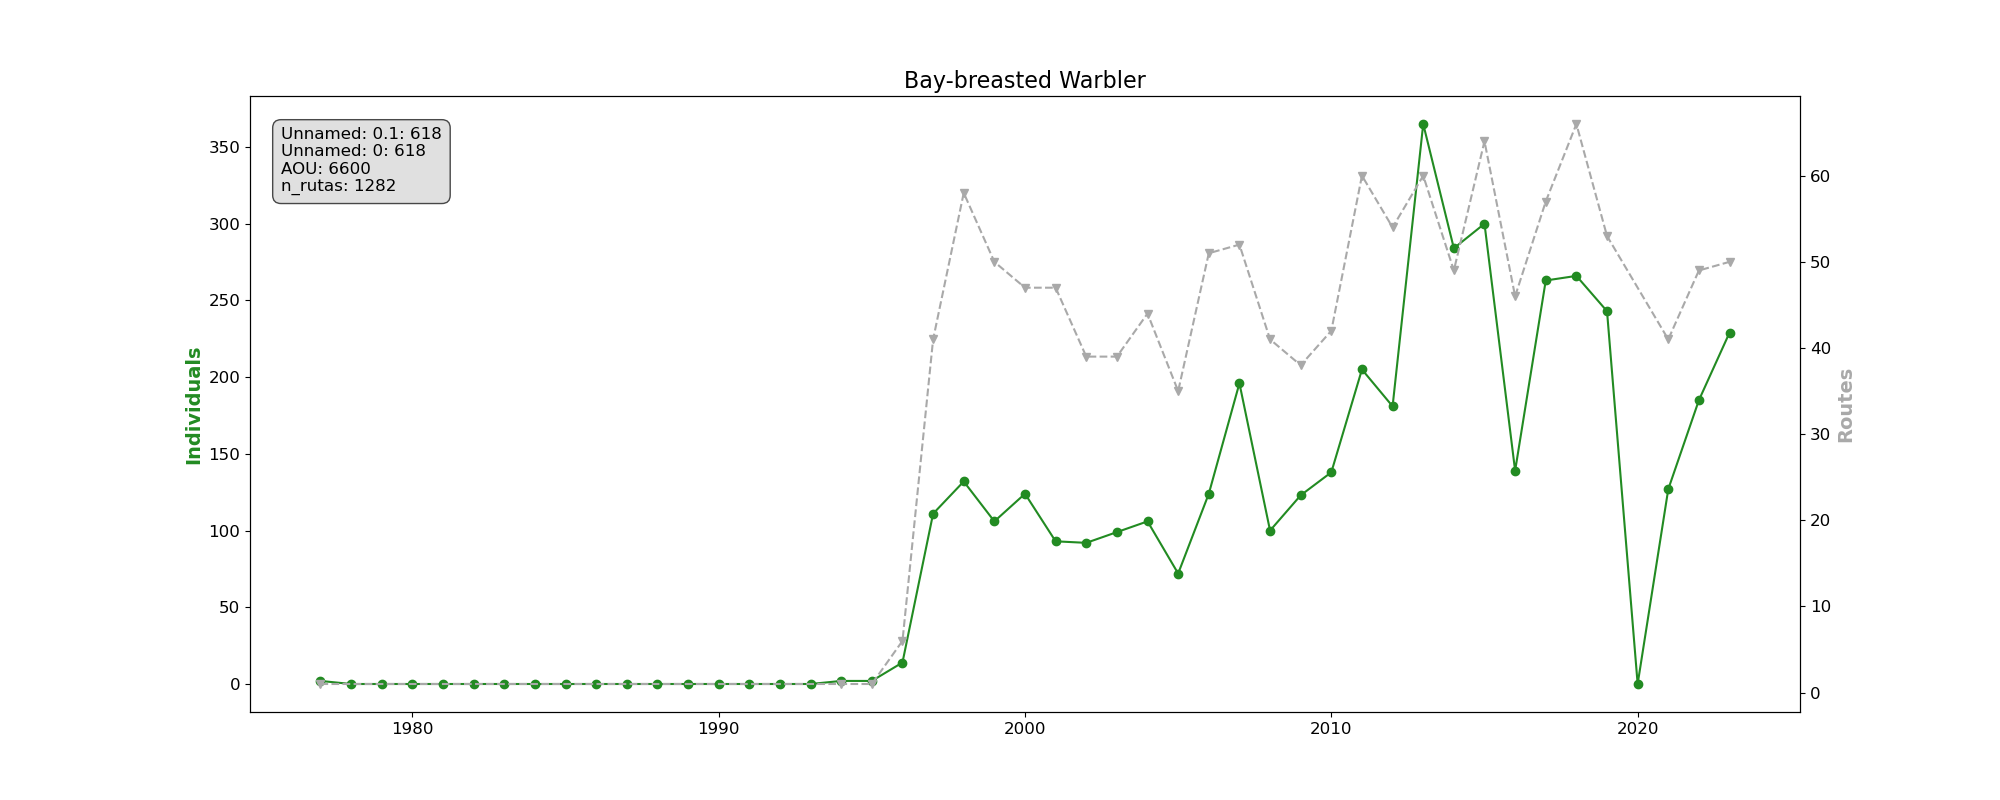 Bay-breasted Warbler
Unnamed: 0.1: 618
Unnamed: 0: 618
AOU: 6600
n_rutas: 1282
Individuals
350
300
250
200
150
100
50
0
60
50
40
30
20
10
0
Routes
1980 1990 2000 2010 2020